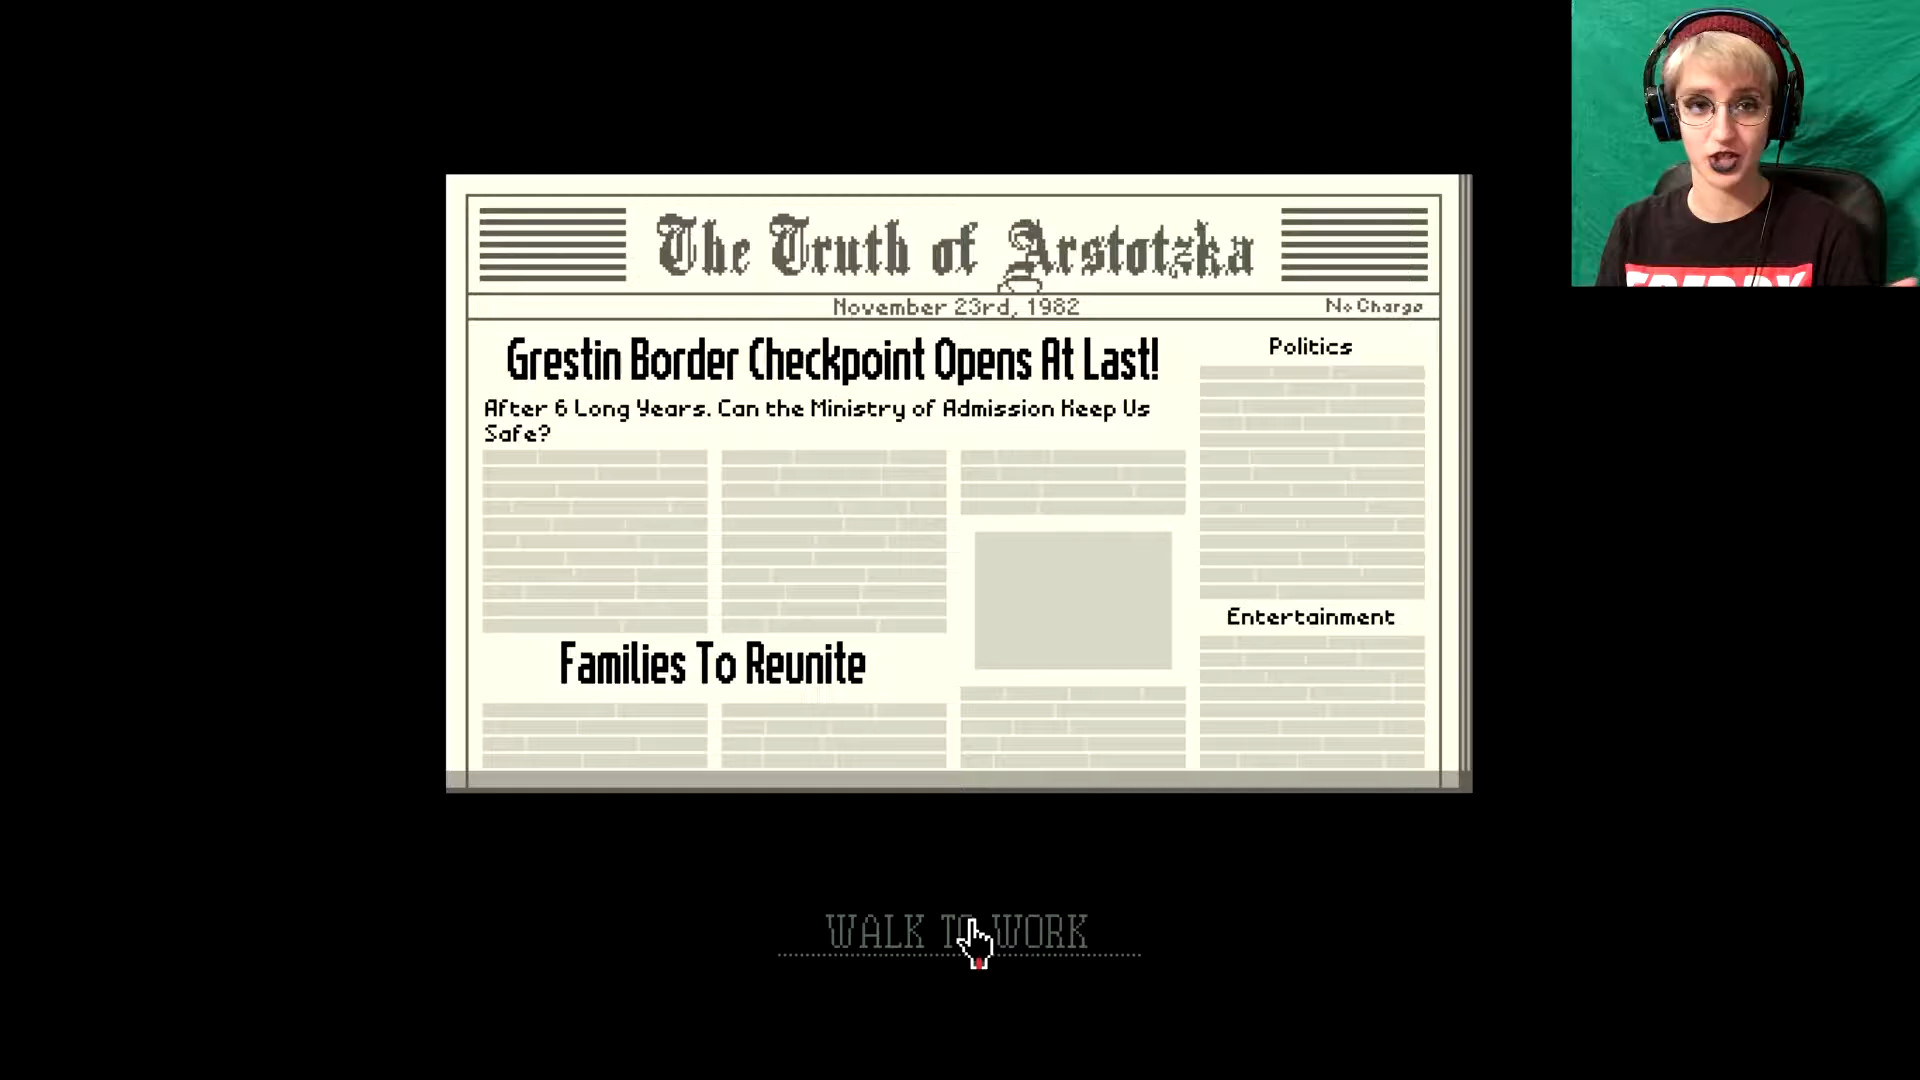 The Truth of Arstotzka
November 23rd, 1982
No Charge
Grestin Border Checkpoint Opens At Last!
After 6 Long Years. Can the Ministry of Admission Keep Us
Safe?
Families To Reunite
Politics
Entertainment
WALK TO WORK